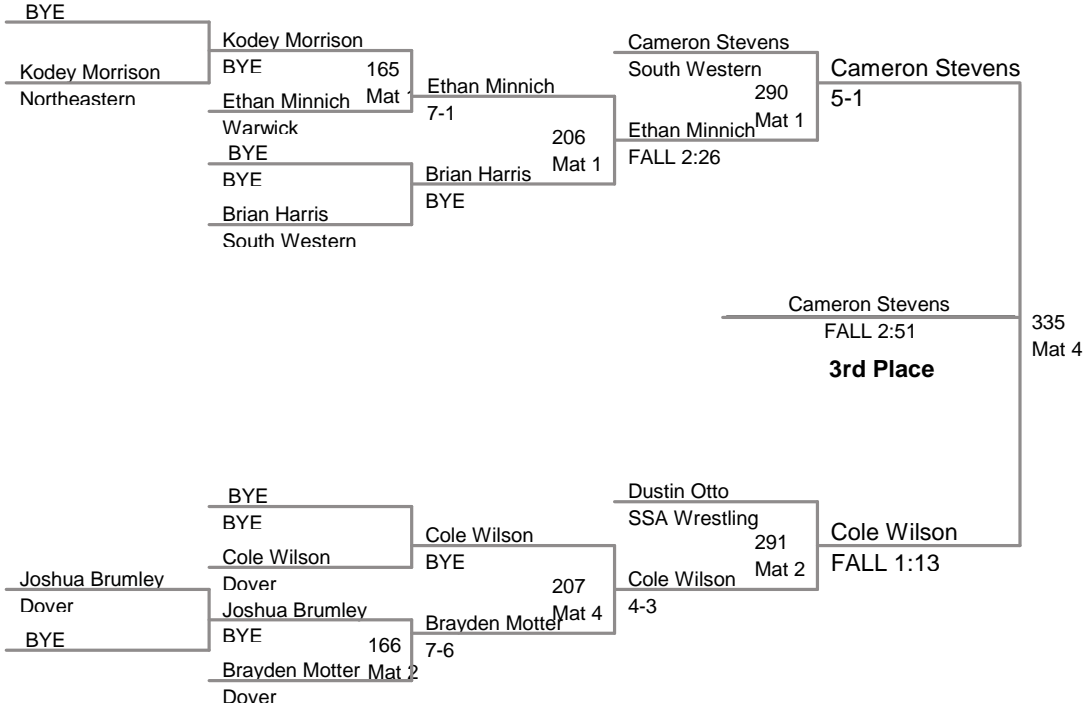 BYE
Kodey Morrison
Northeastern
Kodey Morrison
BYE
165
Mat 1
Ethan Minnich
Warwick
BYE
BYE
Brian Harris
South Western
Ethan Minnich
7-1
206
Mat 1
Brian Harris
BYE
Cameron Stevens
South Western
290
Mat 1
Ethan Minnich
FALL 2:26
Cameron Stevens
5-1
Cameron Stevens
FALL 2:51
3rd Place
335
Mat 4
BYE
BYE
Cole Wilson
Dover
Joshua Brumley
Dover
BYE
Joshua Brumley
BYE
166
Mat 2
Brayden Motter
Dover
Cole Wilson
BYE
207
Mat 4
Brayden Motter
7-6
Dustin Otto
SSA Wrestling
291
Mat 2
Cole Wilson
4-3
Cole Wilson
FALL 1:13